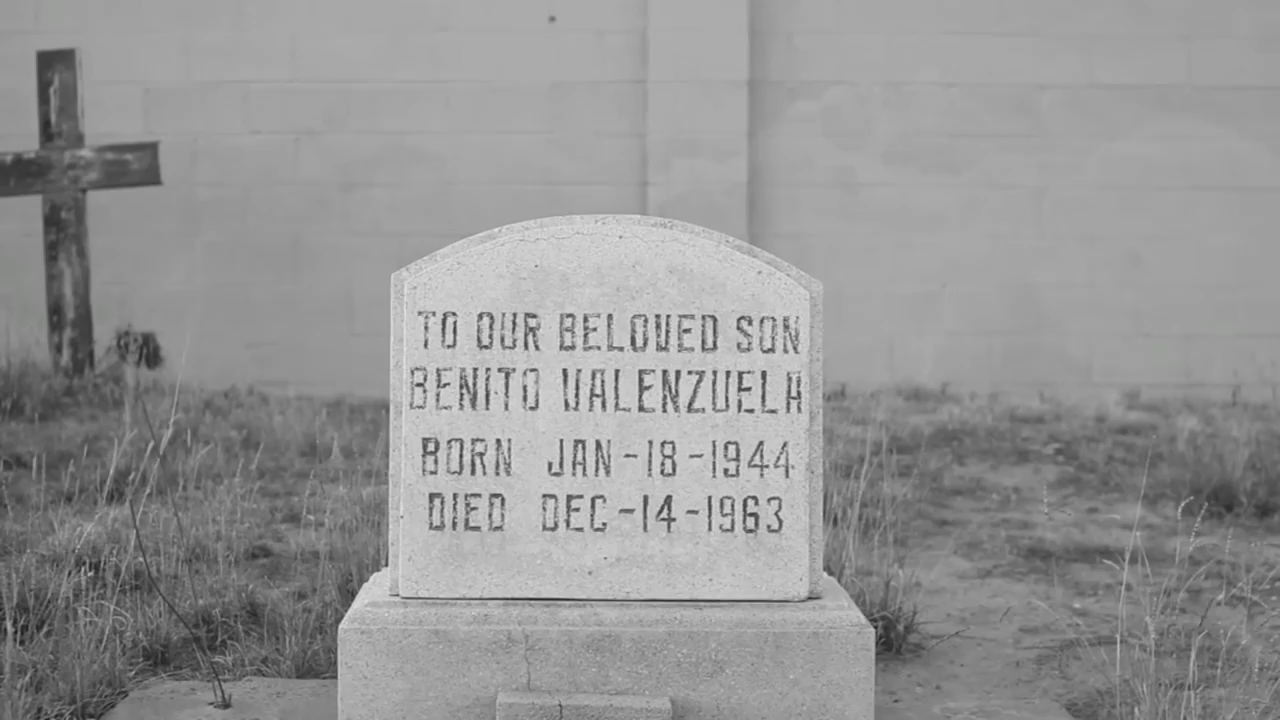 TO OUR BELOVED SON
BENITO VALENZUELA
BORN JAN-18-1944
DIED DEC-14-1963